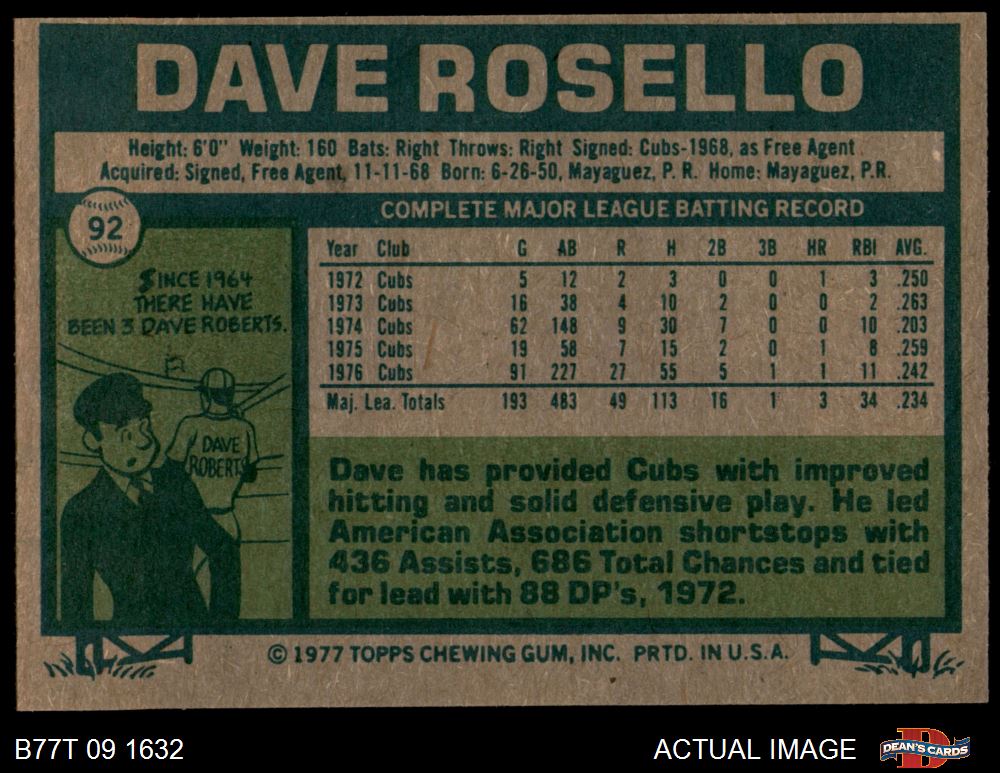 DAVE ROSELLO
Height: 6'0" Weight: 160 Bats: Right Throws: Right Signed: Cubs-1968, as Free Agent
Acquired: Signed, Free Agent, 11-11-68 Born: 6-26-50, Mayaguez, P. R. Home: Mayaguez, P.R.
92
COMPLETE MAJOR LEAGUE BATTING RECORD
Year Club G AB R H 2B 3B HR RBI AVG.
1972 Cubs 5 12 2 3 0 0 1 3 .250
1973 Cubs 16 38 4 10 2 0 0 2 .263
1974 Cubs 62 148 9 30 7 0 0 10 .203
1975 Cubs 19 58 7 15 2 0 1 8 .259
1976 Cubs 91 227 27 55 5 1 1 11 .242
Maj. Lea. Totals 193 483 49 113 16 1 3 34 .234
SINCE 1964
THERE HAVE
BEEN 3 DAVE ROBERTS.
DAVE
ROBERTS
Dave has provided Cubs with improved
hitting and solid defensive play. He led
American Association shortstops with
436 Assists, 686 Total Chances and tied
for lead with 88 DP's, 1972.
© 1977 TOPPS CHEWING GUM, INC. PRTD. IN U.S.A.
B77T 09 1632
ACTUAL IMAGE
DEAN'S CARDS